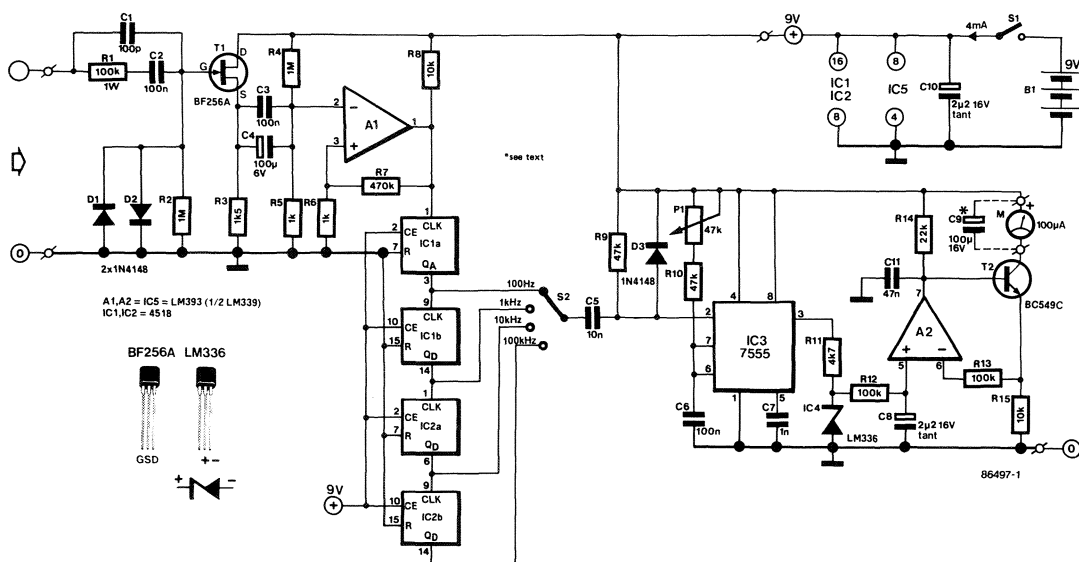 C1
100p
R1
100k
1W
C2
100n
T1
D
G
S
BF256A
R4
1M
R8
10k
C3
100n
C4
100µ
6V
2
−
A1
1
3
+
R7
470k
D1
D2
2x1N4148
R2
1M
R3
1k5
R5
1k
R6
1k
0
*see text
1
2
CE
CLK
IC1a
7
R
QA
3
9
10
CE
CLK
IC1b
15
R
QD
14
1
2
CE
CLK
IC2a
7
R
QD
6
9
9V
+
10
CE
CLK
IC2b
15
R
QD
14
A1,A2 = IC5 = LM393 (1/2 LM339)
IC1,IC2 = 4518
BF256A LM336
GSD
+ −
+ −
100Hz
1kHz
10kHz
100kHz
S2
C5
10n
R9
47k
D3
1N4148
P1
47k
R10
47k
4
8
2
7
6
3
IC3
7555
1
5
C6
100n
C7
1n
R11
4k7
IC4
LM336
R12
100k
C8
2µ2 16V
tant
C11
47n
R14
22k
7
A2
+
−
5
6
R13
100k
R15
10k
T2
BC549C
*
C9
100µ
16V
M
+
100µA
0
86497-1
9V
+
16
IC1
IC2
8
8
IC5
4
C10
2µ2 16V
tant
4mA
S1
9V
B1